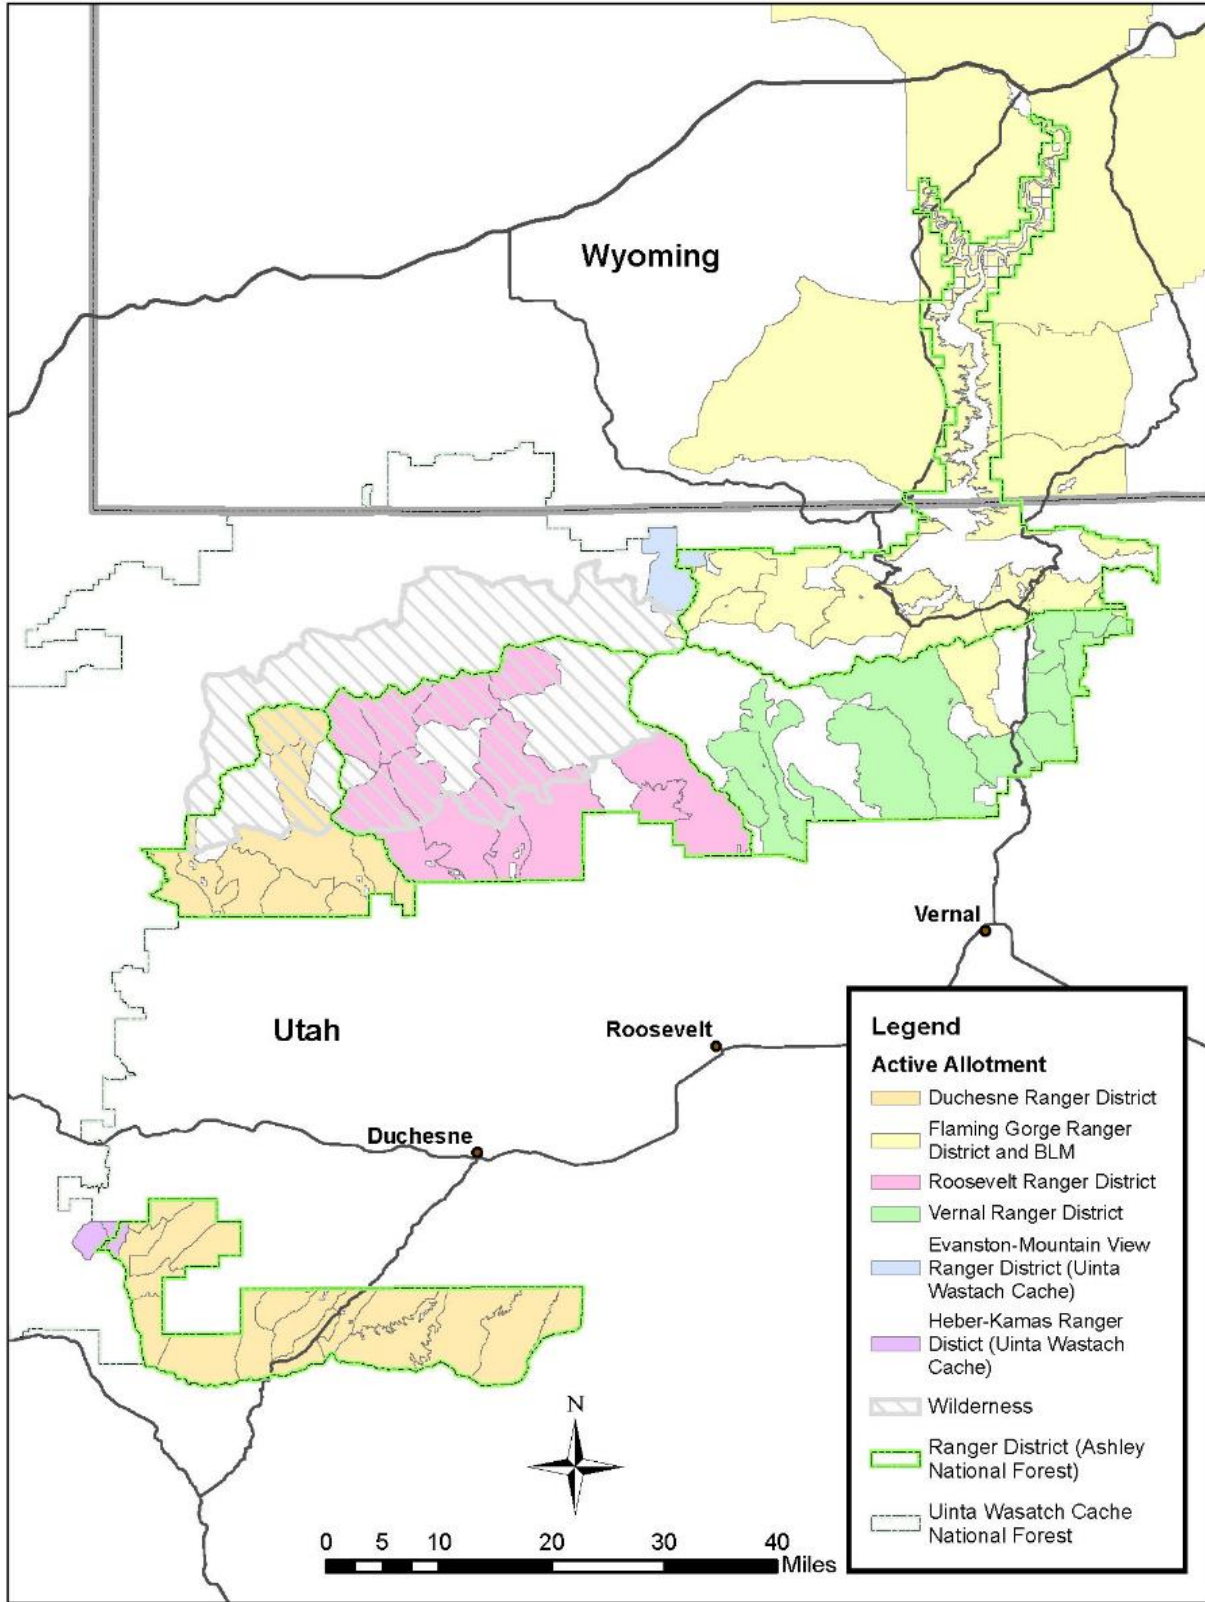 Wyoming
Vernal
Utah
Roosevelt
Duchesne
Legend
Active Allotment
Duchesne Ranger District
Flaming Gorge Ranger
District and BLM
Roosevelt Ranger District
Vernal Ranger District
Evanston-Mountain View
Ranger District (Uinta
Wastach Cache)
Heber-Kamas Ranger
Distict (Uinta Wastach
Cache)
Wilderness
Ranger District (Ashley
National Forest)
Uinta Wasatch Cache
National Forest
N
0 5 10 20 30 40
Miles